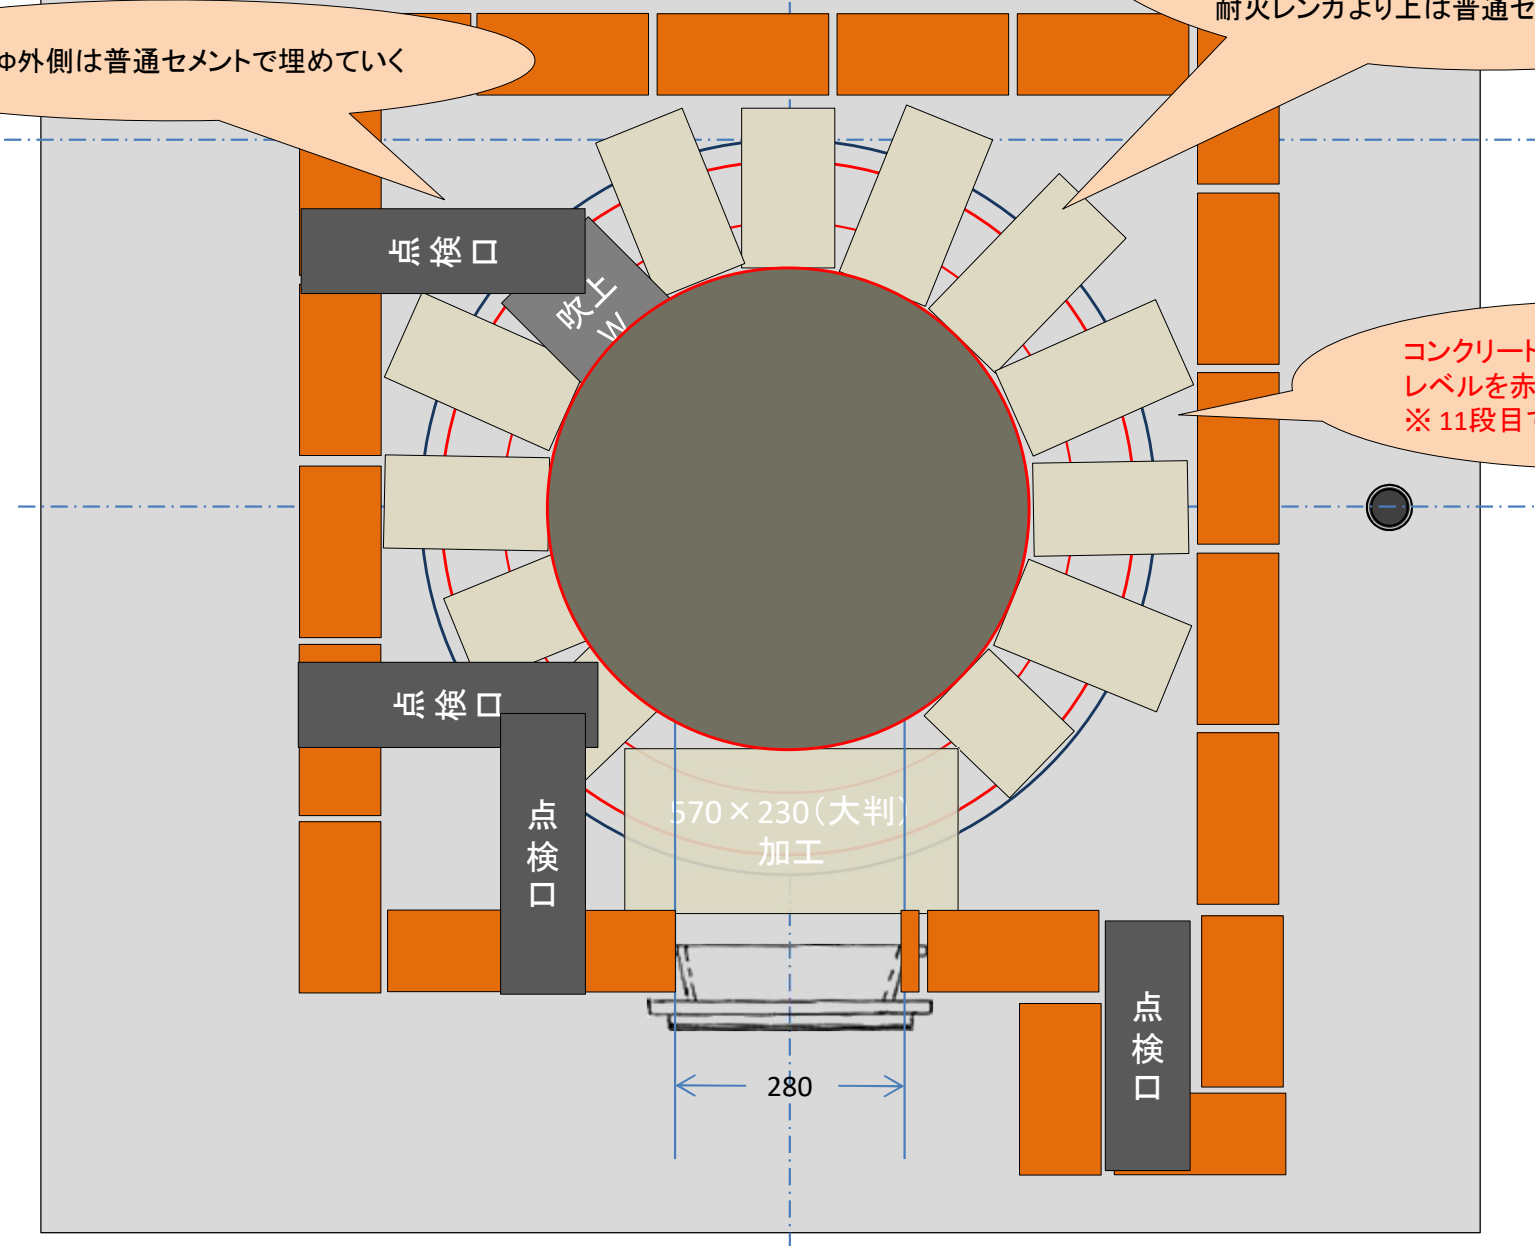 耐火レンガより上は普通セ
Φ外側は普通セメントで埋めていく
点検口
吹上
W
コンクリート
レベルを赤
※ 11段目で
点検口
点検口
570×230(大判)
加工
点検口
280